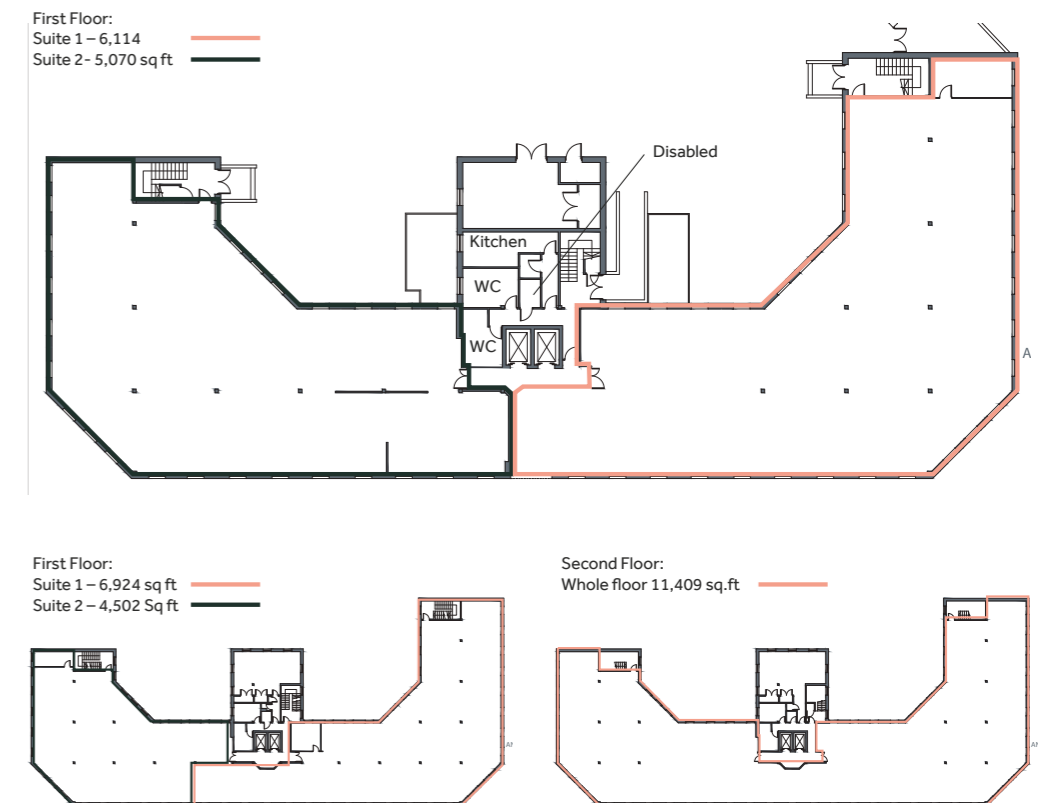 First Floor:
Suite 1 – 6,114
Suite 2- 5,070 sq ft
Disabled
Kitchen
WC
WC
A
First Floor:
Suite 1 – 6,924 sq ft
Suite 2 – 4,502 Sq ft
Second Floor:
Whole floor 11,409 sq.ft